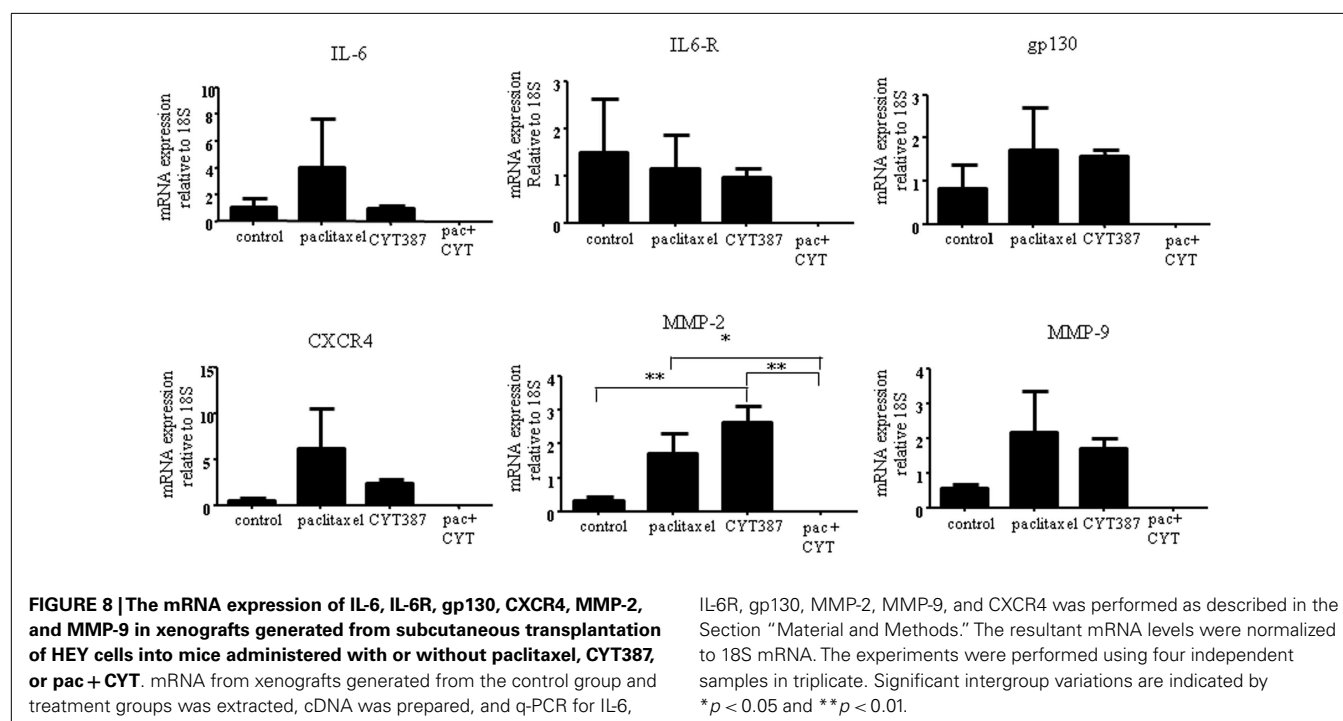 IL-6
mRNA expression
relative to 18S
10
8
6
4
2
0
control paclitaxel CYT387 pac+
CYT
IL6-R
mRNA expression
Relative to 18S
3
2
1
0
control paclitaxel CYT387 pac+
CYT
gp130
mRNA expression
relative to 18S
3
2
1
0
control paclitaxel CYT387 pac+
CYT
CXCR4
mRNA expression
relative to 18S
15
10
5
0
control paclitaxel CYT387 pac+
CYT
MMP-2
*
**
**
mRNA expression
relative to 18S
4
3
2
1
0
control paclitaxel CYT387 pac+
CYT
MMP-9
mRNA expression
relative 18S
4
3
2
1
0
control paclitaxel CYT387 pac+
CYT
FIGURE 8 | The mRNA expression of IL-6, IL-6R, gp130, CXCR4, MMP-2,
and MMP-9 in xenografts generated from subcutaneous transplantation
of HEY cells into mice administered with or without paclitaxel, CYT387,
or pac + CYT. mRNA from xenografts generated from the control group and
treatment groups was extracted, cDNA was prepared, and q-PCR for IL-6,
IL-6R, gp130, MMP-2, MMP-9, and CXCR4 was performed as described in the
Section “Material and Methods.” The resultant mRNA levels were normalized
to 18S mRNA. The experiments were performed using four independent
samples in triplicate. Significant intergroup variations are indicated by
*p < 0.05 and **p < 0.01.